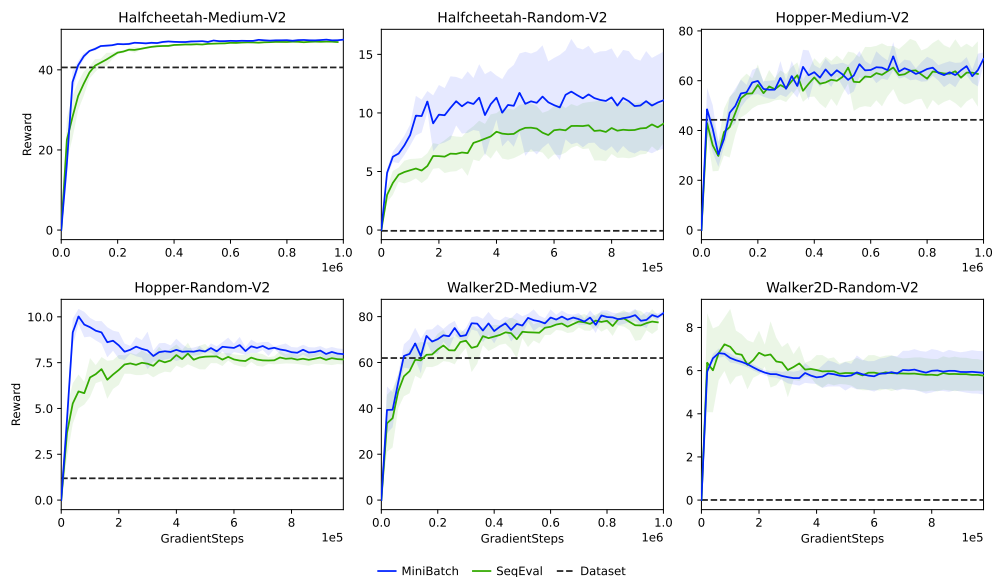 Halfcheetah-Medium-V2
Halfcheetah-Random-V2
Hopper-Medium-V2
Reward
40
20
0
0.0 0.2 0.4 0.6 0.8 1.0
1e6
15
10
5
0
0 2 4 6 8
1e5
80
60
40
20
0
0.0 0.2 0.4 0.6 0.8 1.0
1e6
Hopper-Random-V2
Walker2D-Medium-V2
Walker2D-Random-V2
Reward
10.0
7.5
5.0
2.5
0.0
0 2 4 6 8
GradientSteps
1e5
80
60
40
20
0
0.0 0.2 0.4 0.6 0.8 1.0
GradientSteps
1e6
8
6
4
2
0
0 2 4 6 8
GradientSteps
1e5
MiniBatch SeqEval Dataset